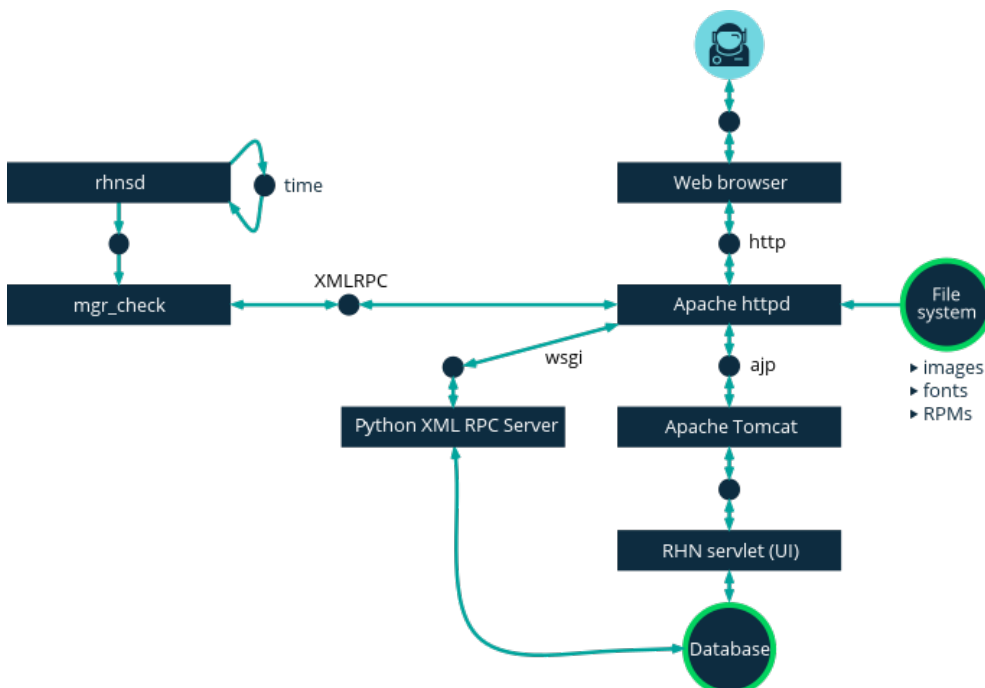 rhnsd
time
Web browser
http
XMLRPC
mgr_check
Apache httpd
File
system
wsgi
ajp
▸ images
▸ fonts
▸ RPMs
Python XML RPC Server
Apache Tomcat
RHN servlet (UI)
Database